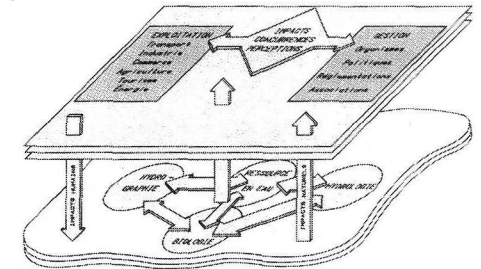 EXPLOITATION
Transport
Industrie
Commerce
Agriculture
Tourisme
Energie
IMPACTS
CONCURRENCES
PERCEPTIONS
GESTION
Organismes
Politiques
Réglementations
Associations
IMPACTS HUMAINS
HYDRO
GRAPHIE
RESSOURCE
EN EAU
IMPACTS NATURELS
HYDROLOGIE
BIOLOGIE